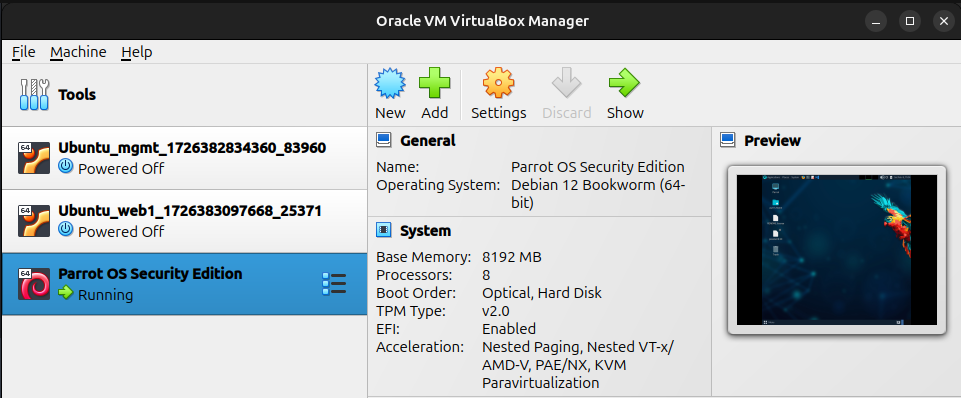 Oracle VM VirtualBox Manager
File Machine Help
Tools
New Add Settings Discard Show
64
Ubuntu_mgmt_1726382834360_83960
Powered Off
64
Ubuntu_web1_1726383097668_25371
Powered Off
64
Parrot OS Security Edition
Running
General
Name: Parrot OS Security Edition
Operating System: Debian 12 Bookworm (64-
bit)
System
Base Memory: 8192 MB
Processors: 8
Boot Order: Optical, Hard Disk
TPM Type: v2.0
EFI: Enabled
Acceleration: Nested Paging, Nested VT-x/
AMD-V, PAE/NX, KVM
Paravirtualization
Preview